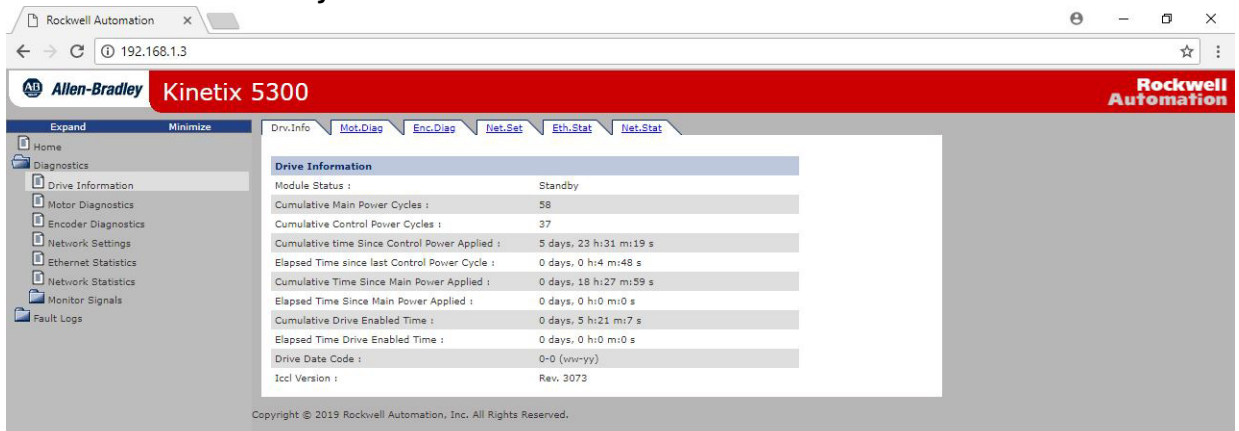 Rockwell Automation
192.168.1.3
Allen-Bradley
Kinetix 5300
Rockwell
Automation
Expand Minimize
Home
Diagnostics
Drive Information
Motor Diagnostics
Encoder Diagnostics
Network Settings
Ethernet Statistics
Network Statistics
Monitor Signals
Fault Logs
Drv.Info Mot.Diag Enc.Diag Net.Set Eth.Stat Net.Stat
Drive Information
Module Status : Standby
Cumulative Main Power Cycles : 58
Cumulative Control Power Cycles : 37
Cumulative time Since Control Power Applied : 5 days, 23 h:31 m:19 s
Elapsed Time since last Control Power Cycle : 0 days, 0 h:4 m:48 s
Cumulative Time Since Main Power Applied : 0 days, 18 h:27 m:59 s
Elapsed Time Since Main Power Applied : 0 days, 0 h:0 m:0 s
Cumulative Drive Enabled Time : 0 days, 5 h:21 m:7 s
Elapsed Time Drive Enabled Time : 0 days, 0 h:0 m:0 s
Drive Date Code : 0-0 (ww-yy)
Iccl Version : Rev. 3073
Copyright © 2019 Rockwell Automation, Inc. All Rights Reserved.